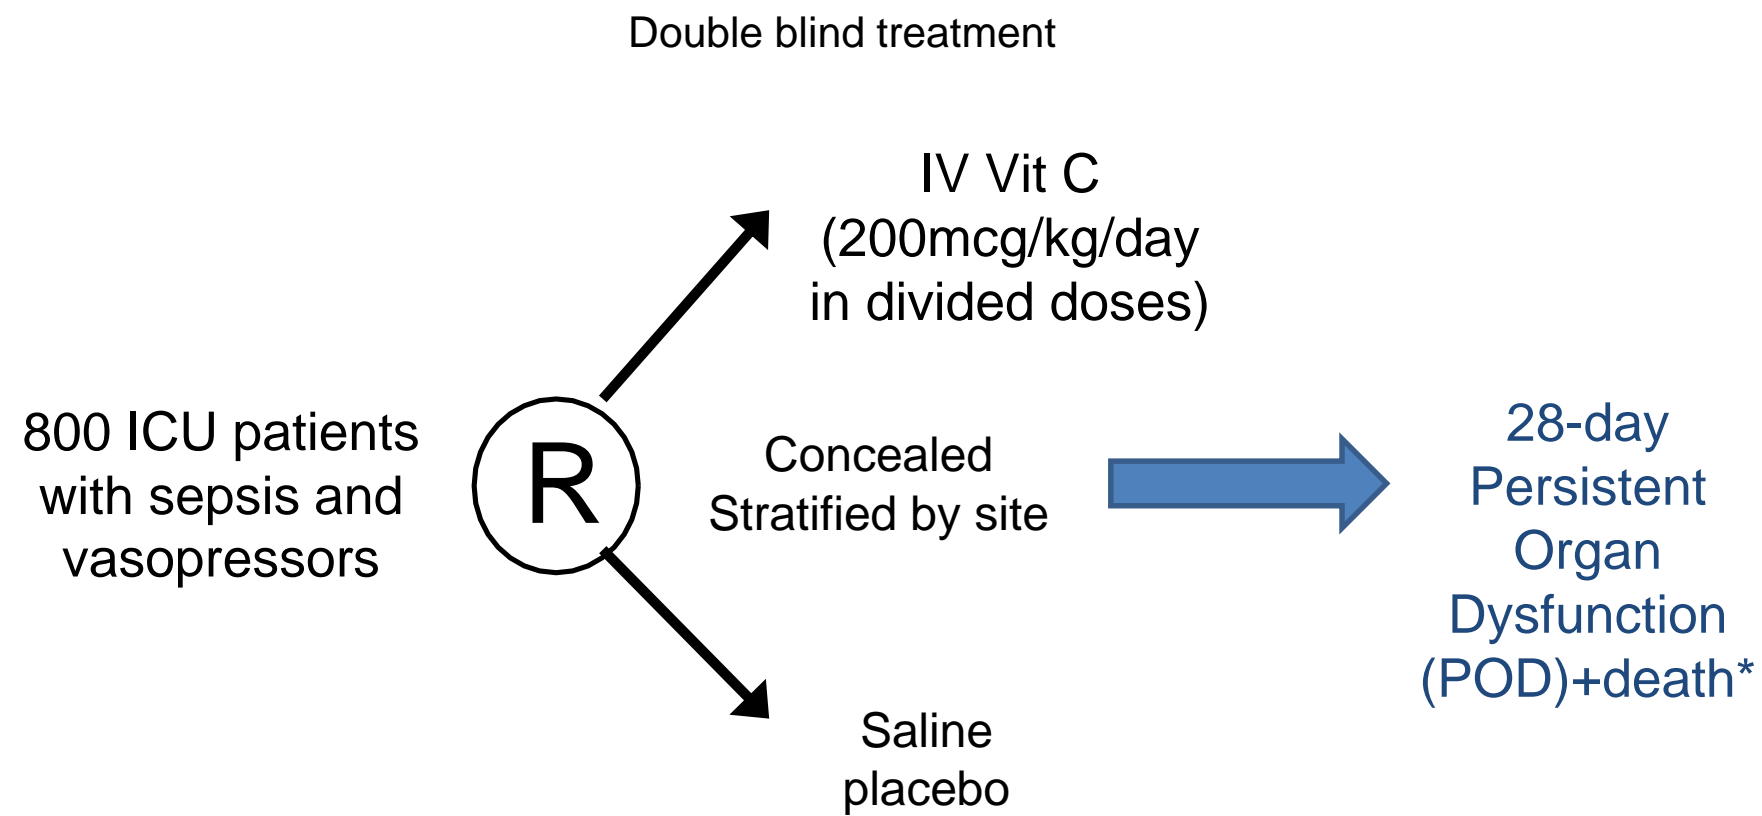 Double blind treatment
IV Vit C
(200mcg/kg/day
in divided doses)
800 ICU patients
with sepsis and
vasopressors
R
Concealed
Stratified by site
28-day
Persistent
Organ
Dysfunction
(POD)+death*
Saline
placebo